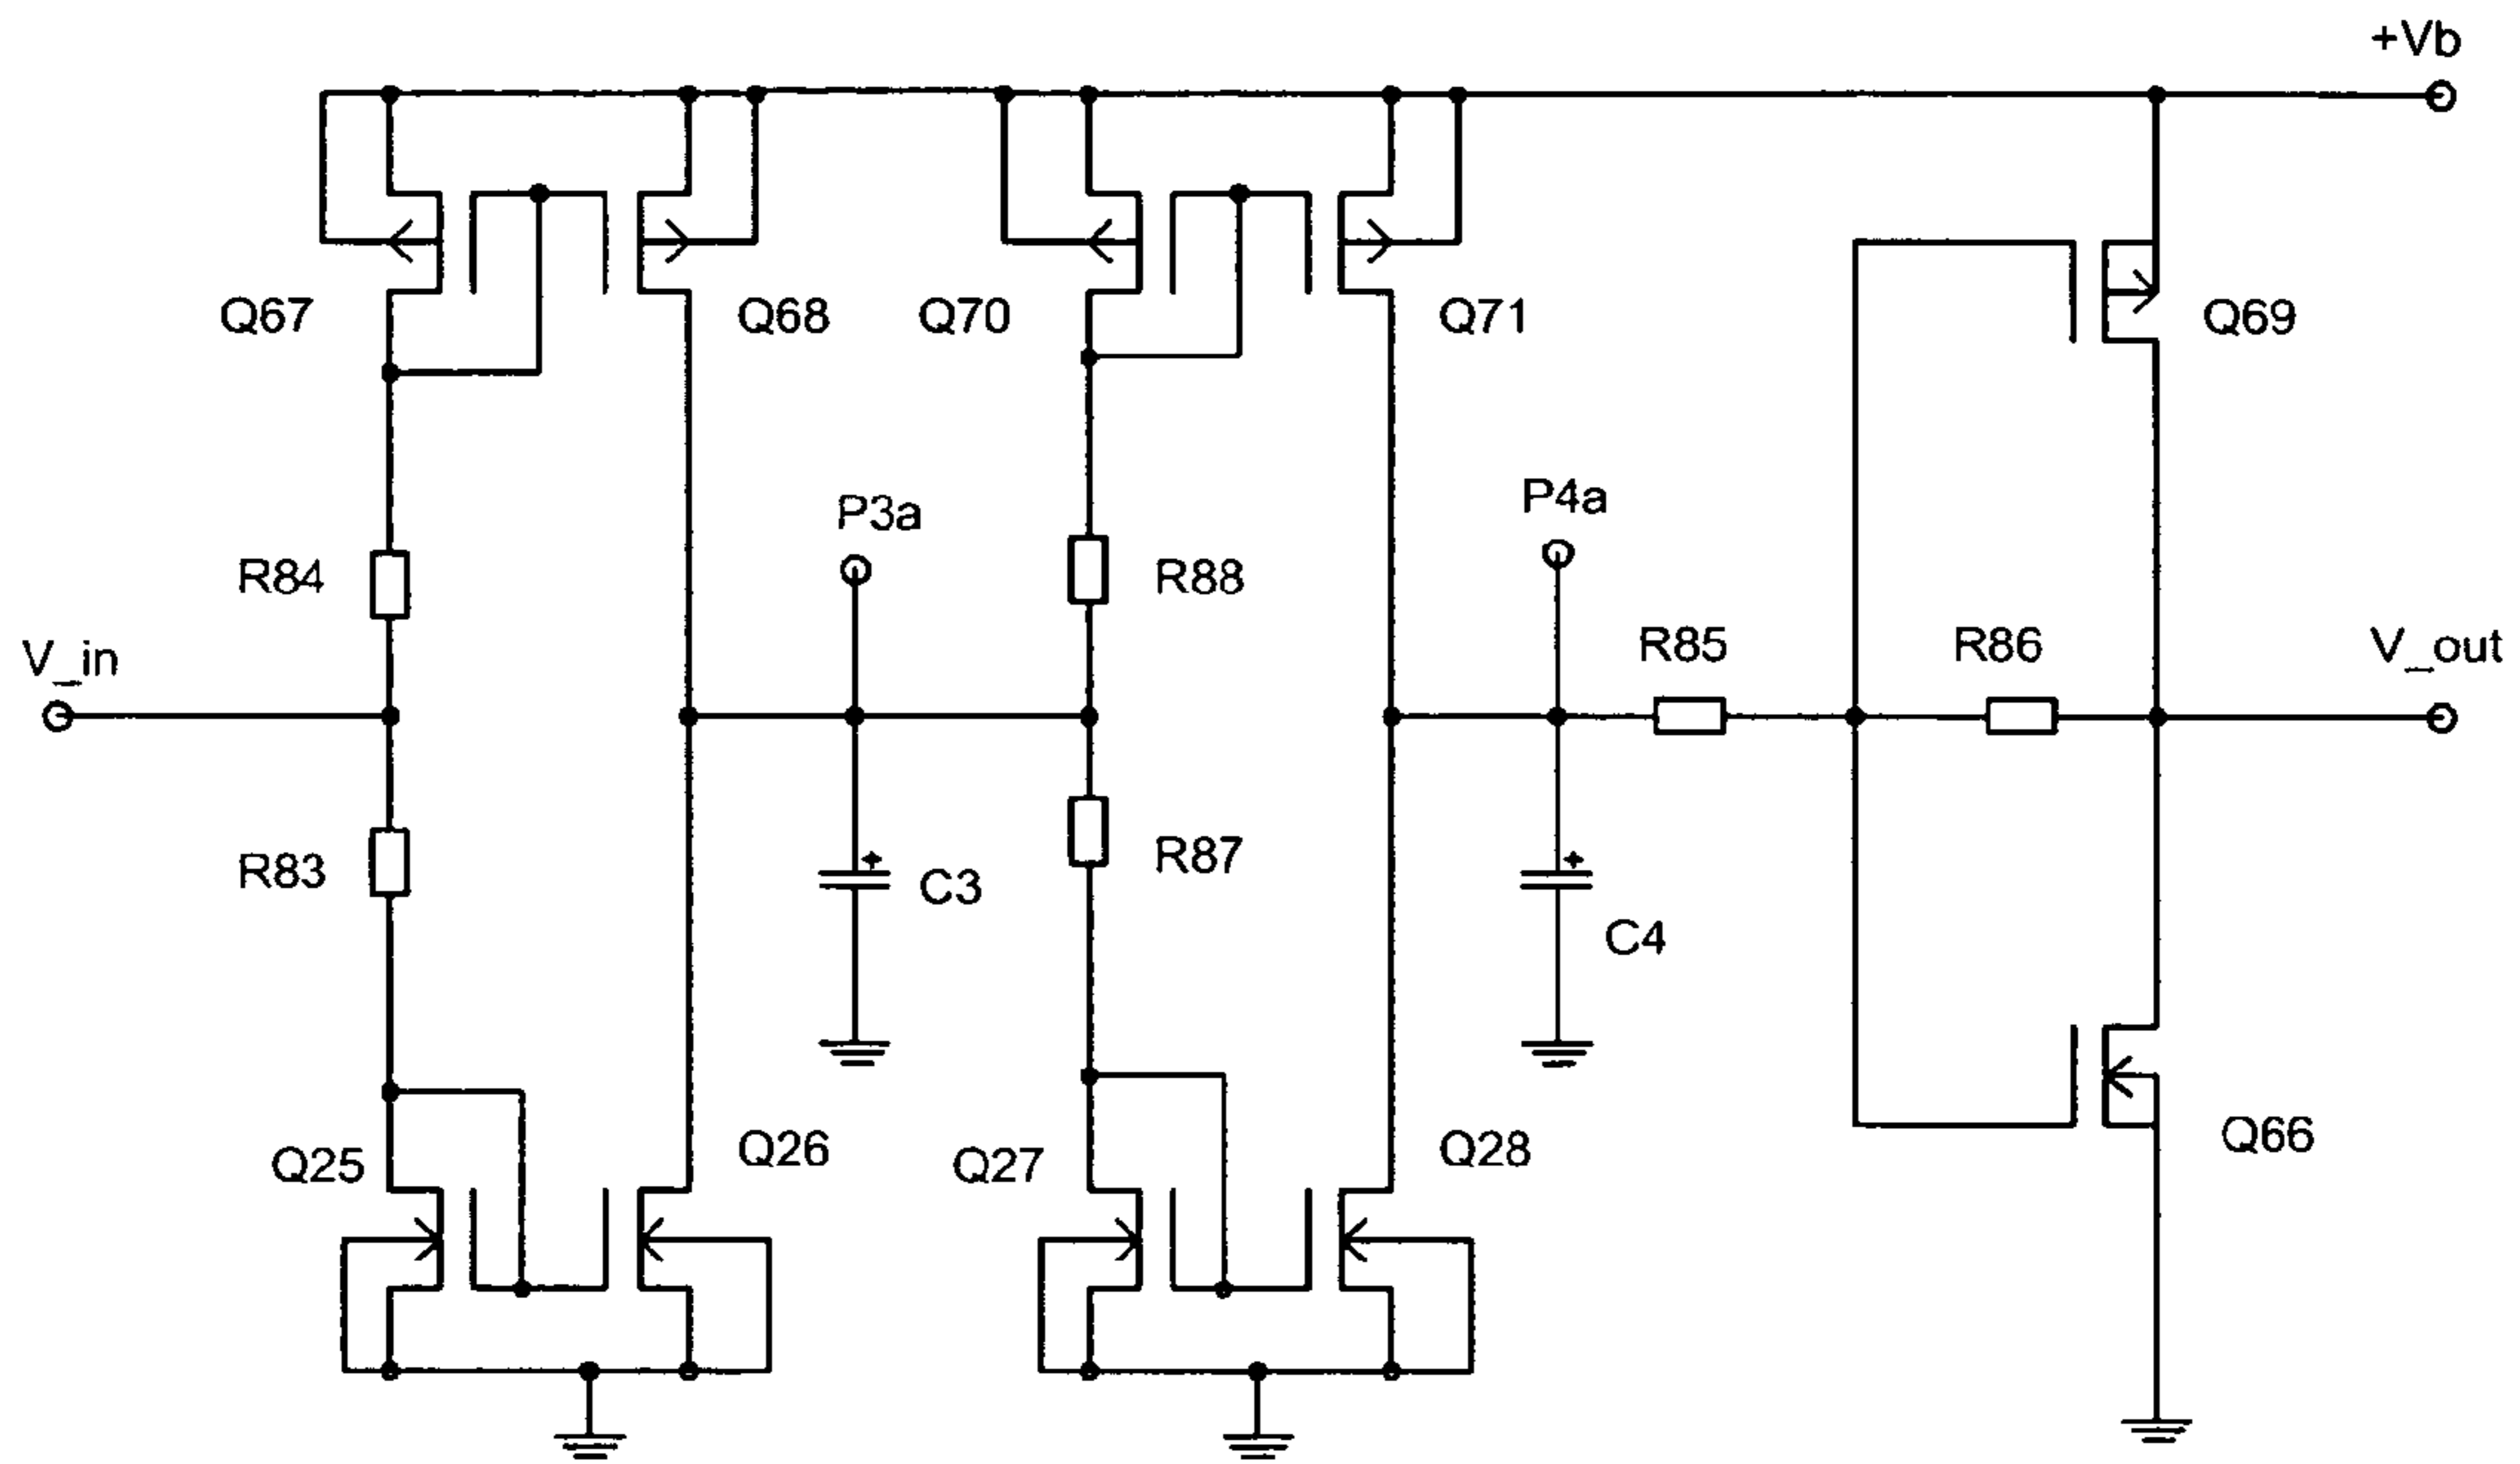 +Vb
Q67
Q68
Q70
Q71
Q69
P3a
P4a
R84
R88
V_in
R85
R86
V_out
R83
R87
C3
C4
Q25
Q26
Q27
Q28
Q66